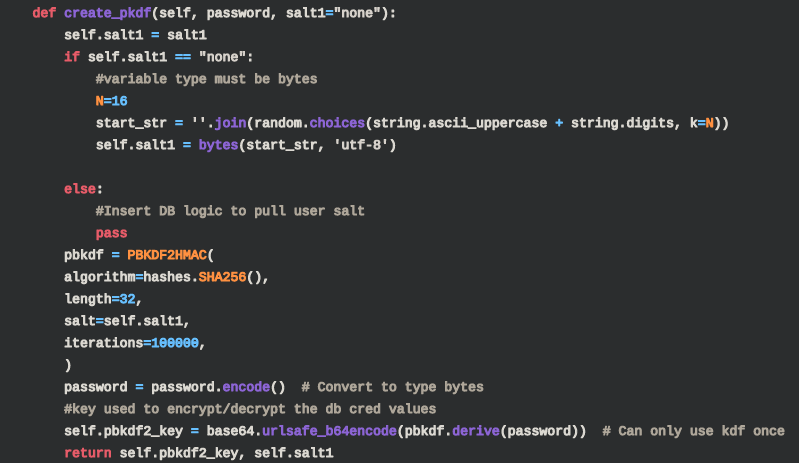 def create_pkdf(self, password, salt1="none"):
self.salt1 = salt1
if self.salt1 == "none":
#variable type must be bytes
N=16
start_str = ''.join(random.choices(string.ascii_uppercase + string.digits, k=N))
self.salt1 = bytes(start_str, 'utf-8')
else:
#Insert DB logic to pull user salt
pass
pbkdf = PBKDF2HMAC(
algorithm=hashes.SHA256(),
length=32,
salt=self.salt1,
iterations=100000,
)
password = password.encode()  # Convert to type bytes
#key used to encrypt/decrypt the db cred values
self.pbkdf2_key = base64.urlsafe_b64encode(pbkdf.derive(password))  # Can only use kdf once
return self.pbkdf2_key, self.salt1